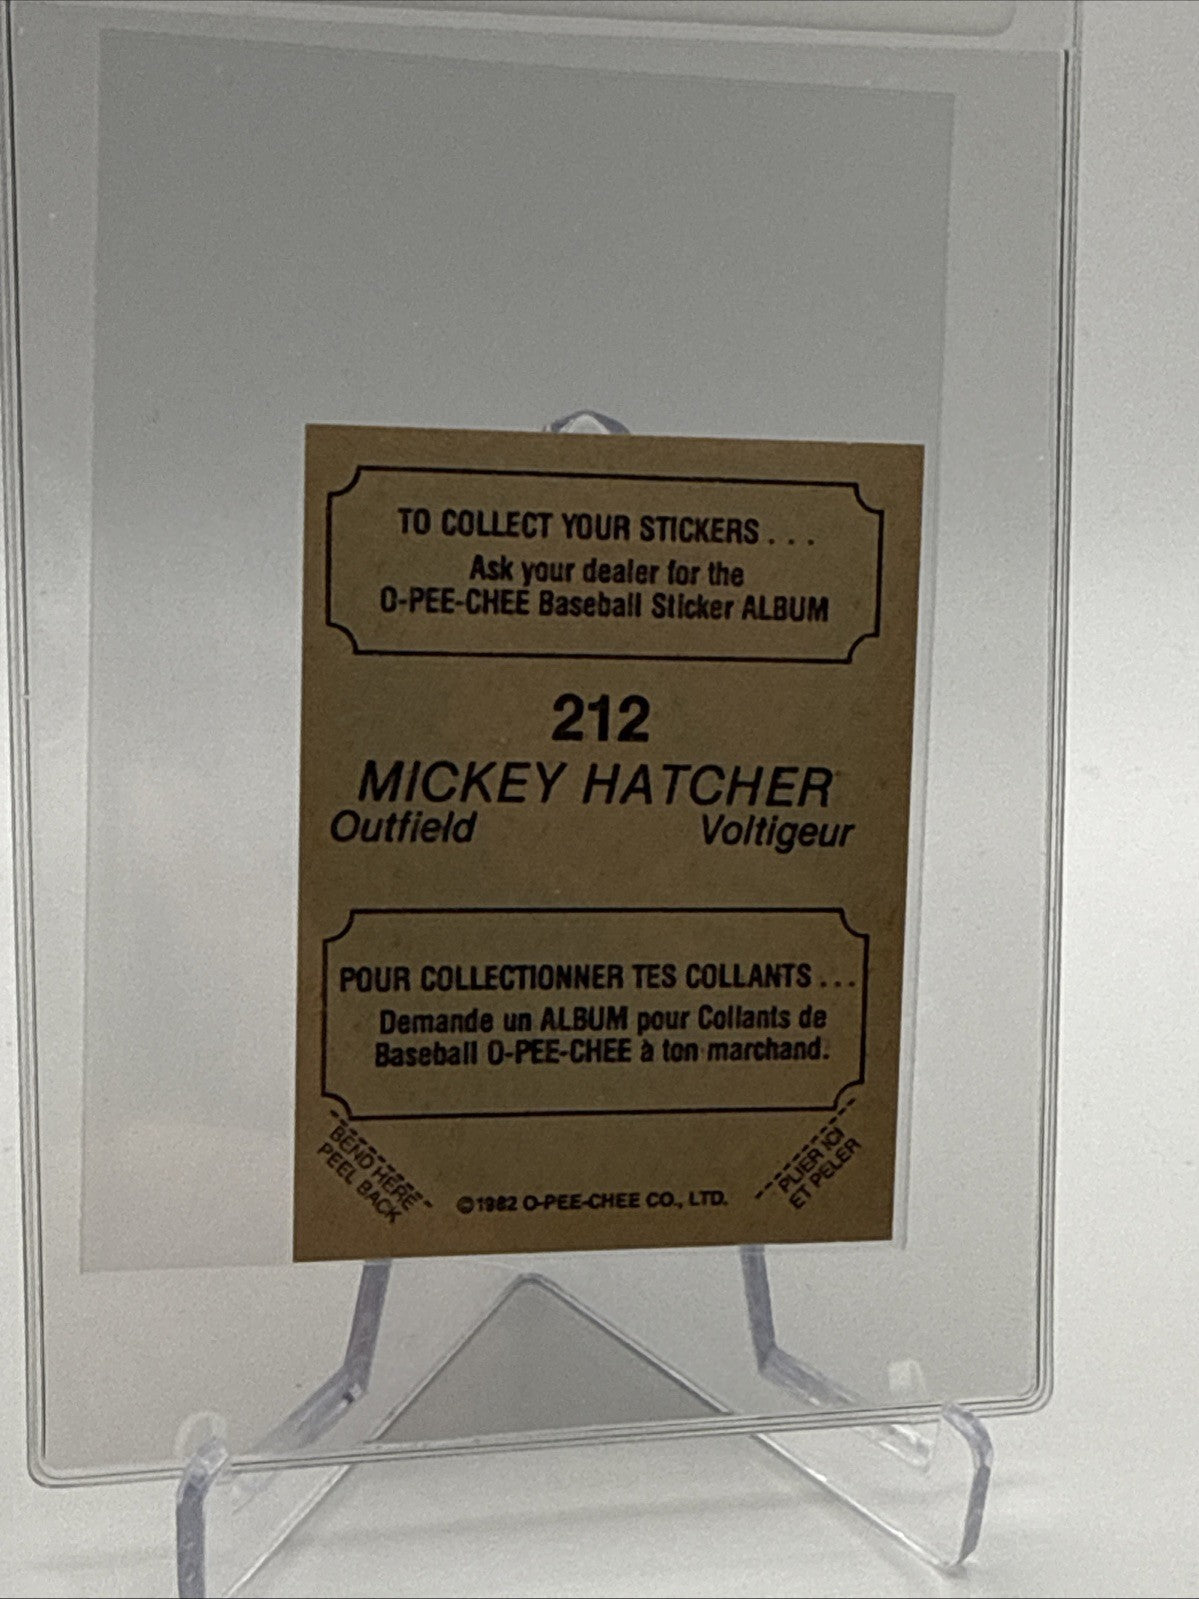 TO COLLECT YOUR STICKERS . . .
Ask your dealer for the
O-PEE-CHEE Baseball Sticker ALBUM
212
MICKEY HATCHER
Outfield Voltigeur
POUR COLLECTIONNER TES COLLANTS . . .
Demande un ALBUM pour Collants de
Baseball O-PEE-CHEE à ton marchand.
BEND HERE
PEEL BACK
©1982 O-PEE-CHEE CO., LTD.
PLIER ICI
ET PELER